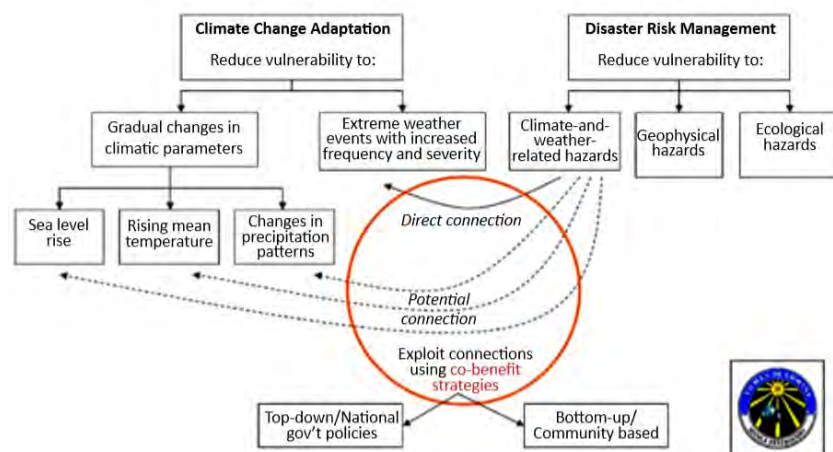 Climate Change Adaptation
Reduce vulnerability to:
Disaster Risk Management
Reduce vulnerability to:
Gradual changes in
climatic parameters
Extreme weather
events with increased
frequency and severity
Climate-and-
weather-
related hazards
Geophysical
hazards
Ecological
hazards
Sea level
rise
Rising mean
temperature
Changes in
precipitation
patterns
Direct connection
Potential
connection
Exploit connections
using co-benefit
strategies
Top-down/National
gov't policies
Bottom-up/
Community based